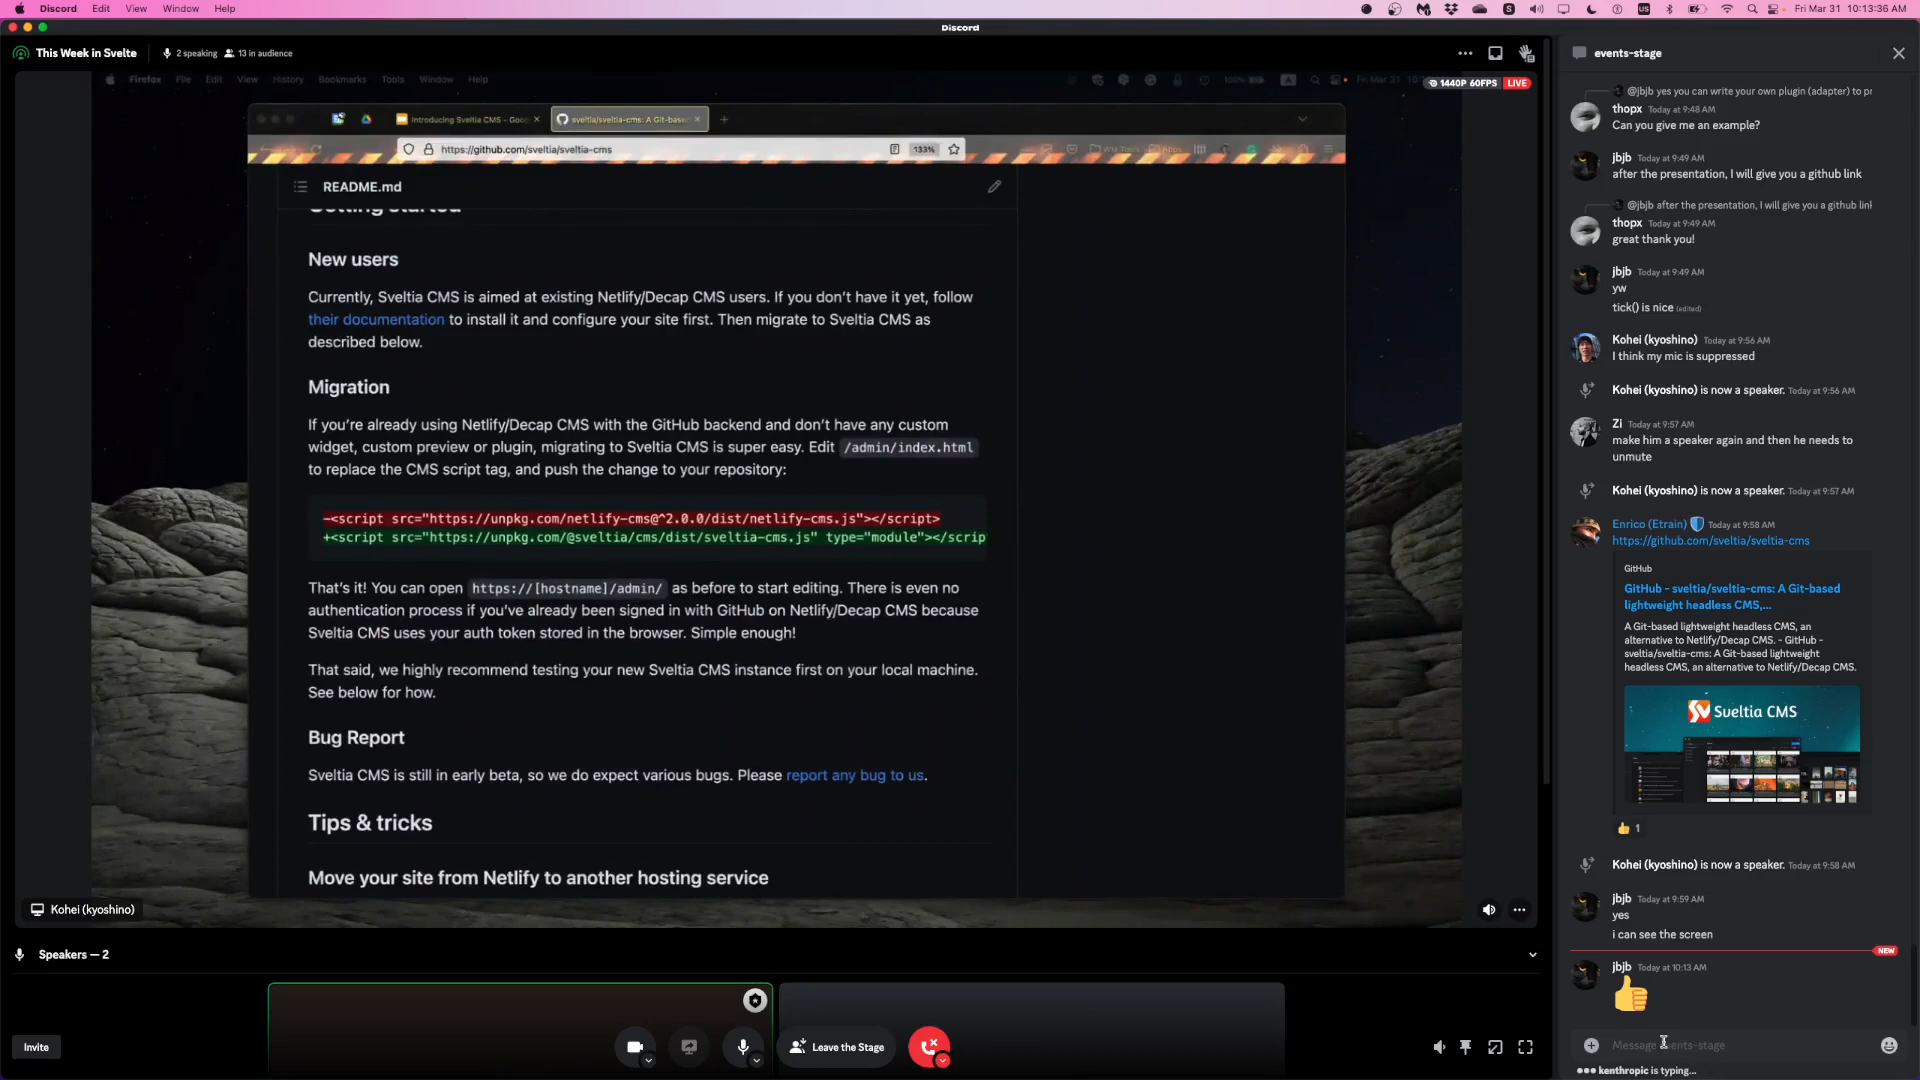 Discord Edit View Window Help
Fri Mar 31 10:13:36 AM
Discord
This Week in Svelte 2 speaking 13 in audience
Firefox File Edit View History Bookmarks Tools Window Help
1440P 60FPS LIVE
Introducing Sveltia CMS - Goo
sveltia/sveltia-cms: A Git-based
https://github.com/sveltia/sveltia-cms 133%
README.md
Getting started
New users
Currently, Sveltia CMS is aimed at existing Netlify/Decap CMS users. If you don’t have it yet, follow
their documentation to install it and configure your site first. Then migrate to Sveltia CMS as
described below.
Migration
If you’re already using Netlify/Decap CMS with the GitHub backend and don’t have any custom
widget, custom preview or plugin, migrating to Sveltia CMS is super easy. Edit /admin/index.html
to replace the CMS script tag, and push the change to your repository:
-<script src="https://unpkg.com/netlify-cms@^2.0.0/dist/netlify-cms.js"></script>
+<script src="https://unpkg.com/@sveltia/cms/dist/sveltia-cms.js" type="module"></scrip
That’s it! You can open https://[hostname]/admin/ as before to start editing. There is even no
authentication process if you’ve already been signed in with GitHub on Netlify/Decap CMS because
Sveltia CMS uses your auth token stored in the browser. Simple enough!
That said, we highly recommend testing your new Sveltia CMS instance first on your local machine.
See below for how.
Bug Report
Sveltia CMS is still in early beta, so we do expect various bugs. Please report any bug to us.
Tips & tricks
Move your site from Netlify to another hosting service
Kohei (kyoshino)
Speakers — 2
Invite
Leave the Stage
events-stage
@jbjb yes you can write your own plugin (adapter) to pr
thopx Today at 9:48 AM
Can you give me an example?
jbjb Today at 9:49 AM
after the presentation, I will give you a github link
@jbjb after the presentation, I will give you a github link
thopx Today at 9:49 AM
great thank you!
jbjb Today at 9:49 AM
yw
tick() is nice (edited)
Kohei (kyoshino) Today at 9:56 AM
I think my mic is suppressed
Kohei (kyoshino) is now a speaker. Today at 9:56 AM
Zi Today at 9:57 AM
make him a speaker again and then he needs to
unmute
Kohei (kyoshino) is now a speaker. Today at 9:57 AM
Enrico (Etrain) Today at 9:58 AM
https://github.com/sveltia/sveltia-cms
GitHub
GitHub - sveltia/sveltia-cms: A Git-based
lightweight headless CMS,...
A Git-based lightweight headless CMS, an
alternative to Netlify/Decap CMS. - GitHub -
sveltia/sveltia-cms: A Git-based lightweight
headless CMS, an alternative to Netlify/Decap CMS.
Sveltia CMS
1
Kohei (kyoshino) is now a speaker. Today at 9:58 AM
jbjb Today at 9:59 AM
yes
i can see the screen
NEW
jbjb Today at 10:13 AM
Message events-stage
kenthropic is typing...